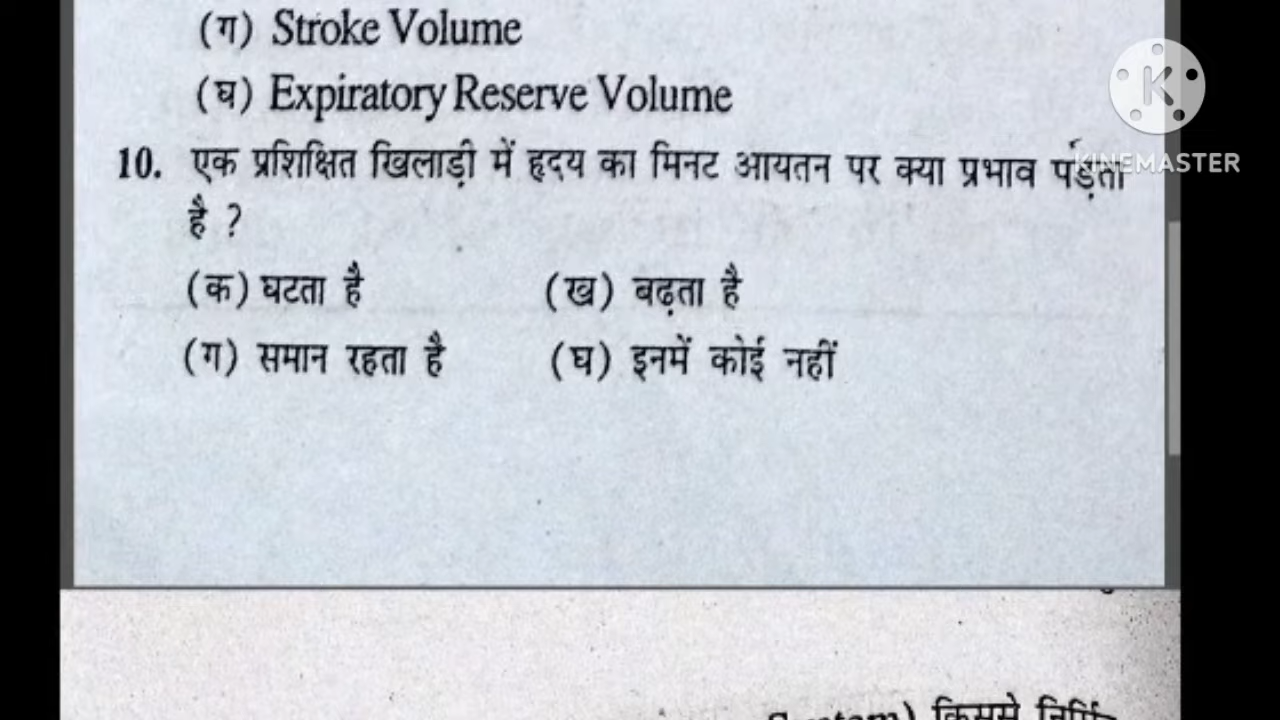 (ग) Stroke Volume
(घ) Expiratory Reserve Volume
10. एक प्रशिक्षित खिलाड़ी में हृदय का मिनट आयतन पर क्या प्रभाव पड़ता
है ?
(क) घटता है (ख) बढ़ता है
(ग) समान रहता है (घ) इनमें कोई नहीं
KINEMASTER
किससे